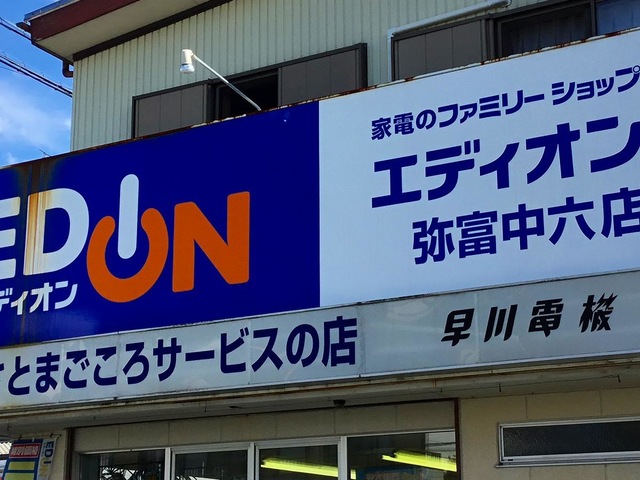 EDION
エディオン
家電のファミリーショップ
エディオン
弥富中六店
とまごころサービスの店
早川電機